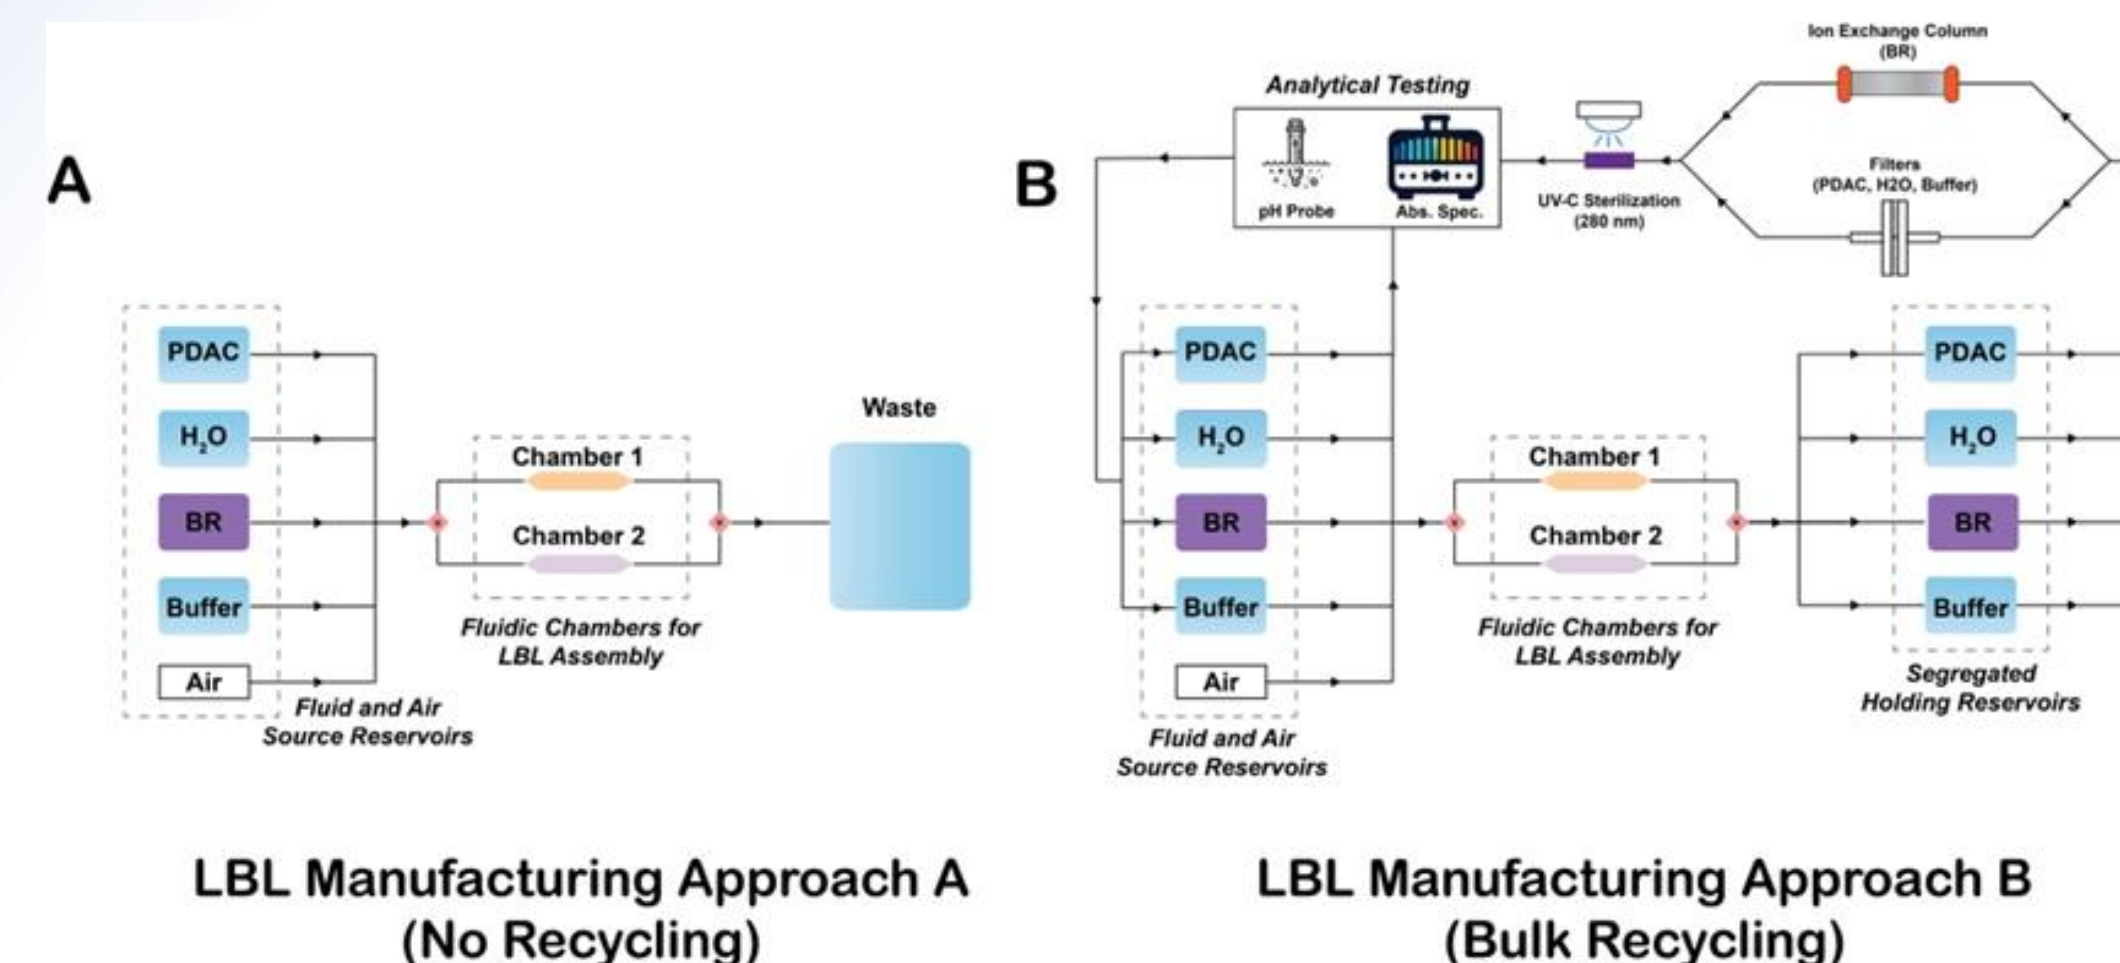 A
PDAC
H₂O
BR
Buffer
Air
Fluid and Air
Source Reservoirs
Chamber 1
Chamber 2
Fluidic Chambers for
LBL Assembly
Waste
LBL Manufacturing Approach A
(No Recycling)
B
Analytical Testing
pH Probe
Abs. Spec.
UV-C Sterilization
(280 nm)
Ion Exchange Column
(BR)
Filters
(PDAC, H2O, Buffer)
PDAC
H₂O
BR
Buffer
Air
Fluid and Air
Source Reservoirs
Chamber 1
Chamber 2
Fluidic Chambers for
LBL Assembly
PDAC
H₂O
BR
Buffer
Segregated
Holding Reservoirs
LBL Manufacturing Approach B
(Bulk Recycling)